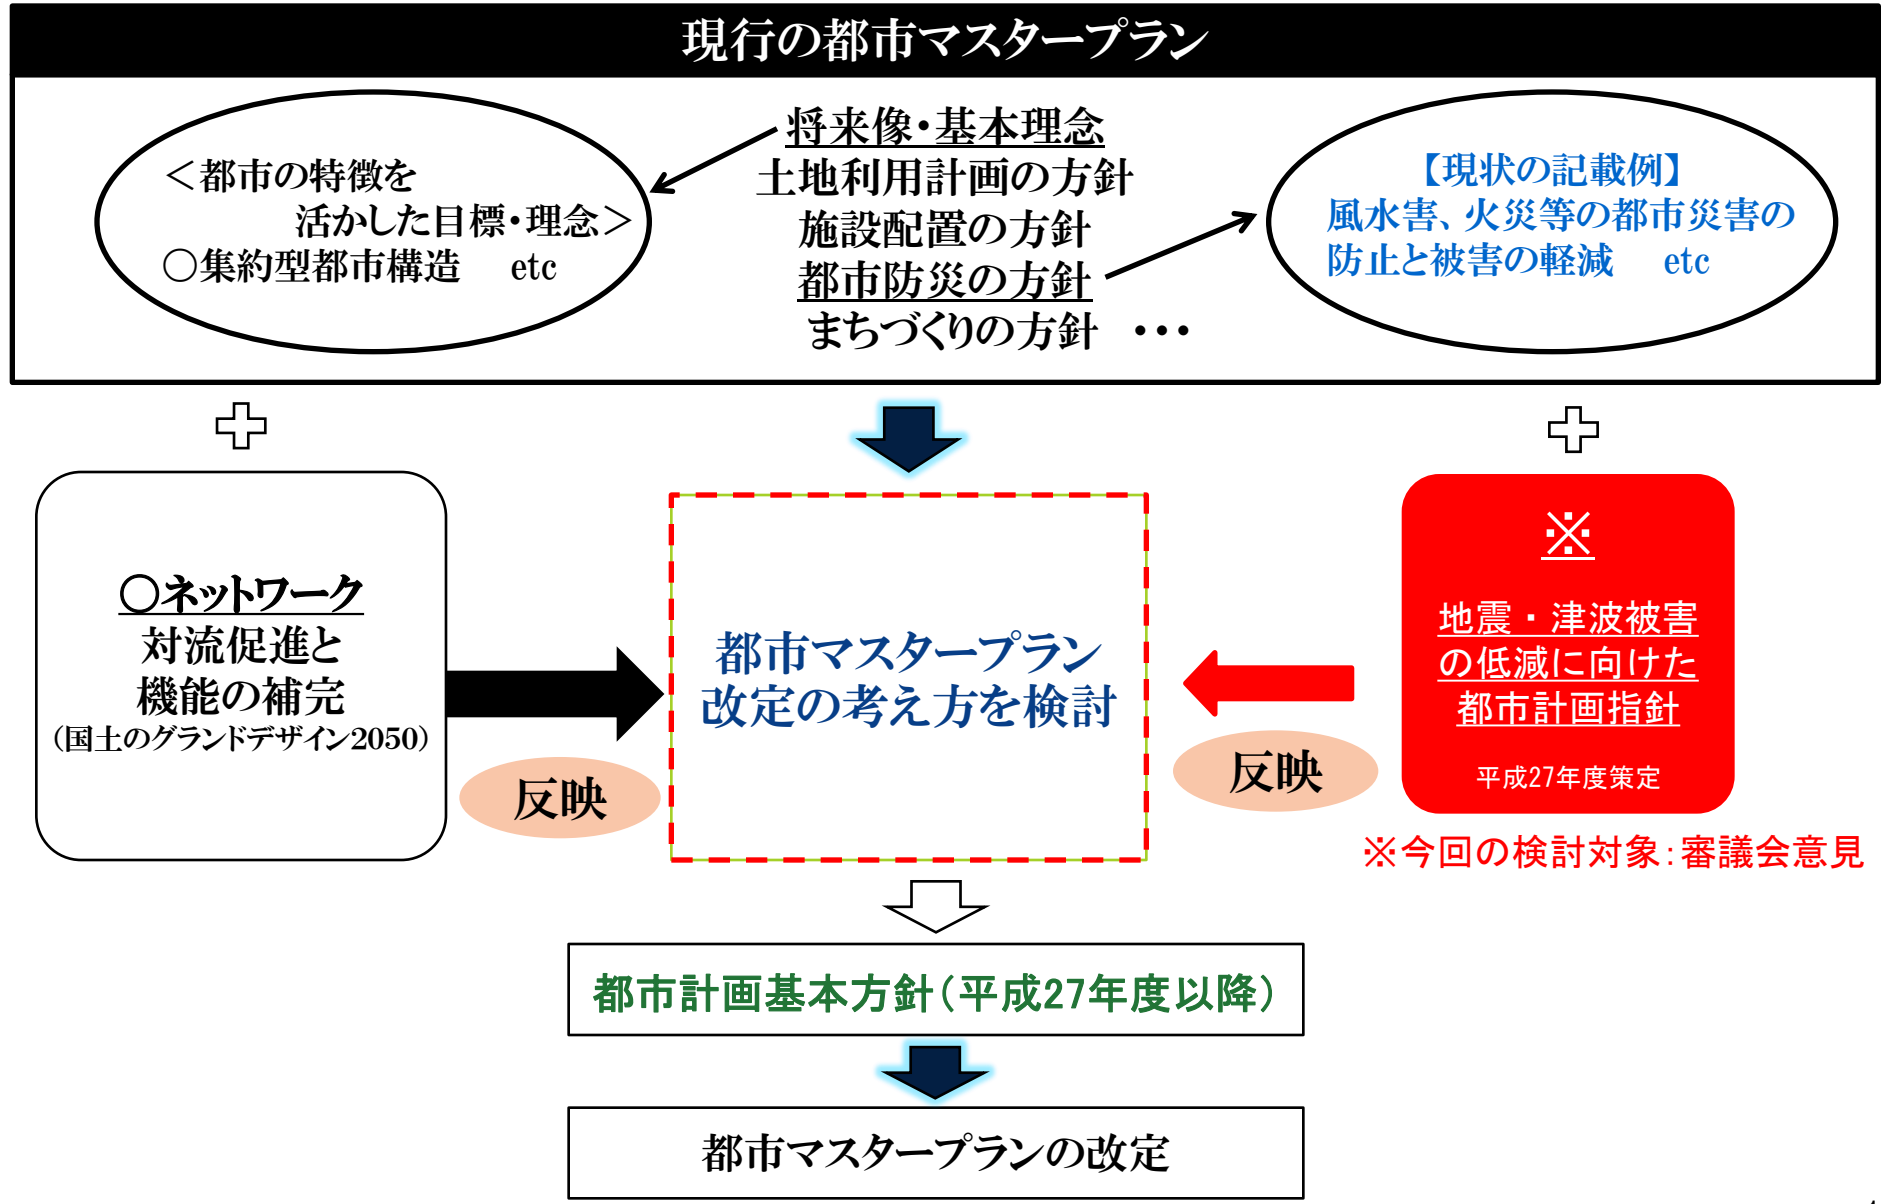 現行の都市マスタープラン
＜都市の特徴を
活かした目標・理念＞
○集約型都市構造　etc
将来像・基本理念
土地利用計画の方針
施設配置の方針
都市防災の方針
まちづくりの方針　・・・
【現状の記載例】
風水害、火災等の都市災害の
防止と被害の軽減　etc
○ネットワーク
対流促進と
機能の補完
（国土のグランドデザイン2050）
反映
都市マスタープラン
改定の考え方を検討
反映
※
地震・津波被害
の低減に向けた
都市計画指針
平成27年度策定
※今回の検討対象：審議会意見
都市計画基本方針（平成27年度以降）
都市マスタープランの改定